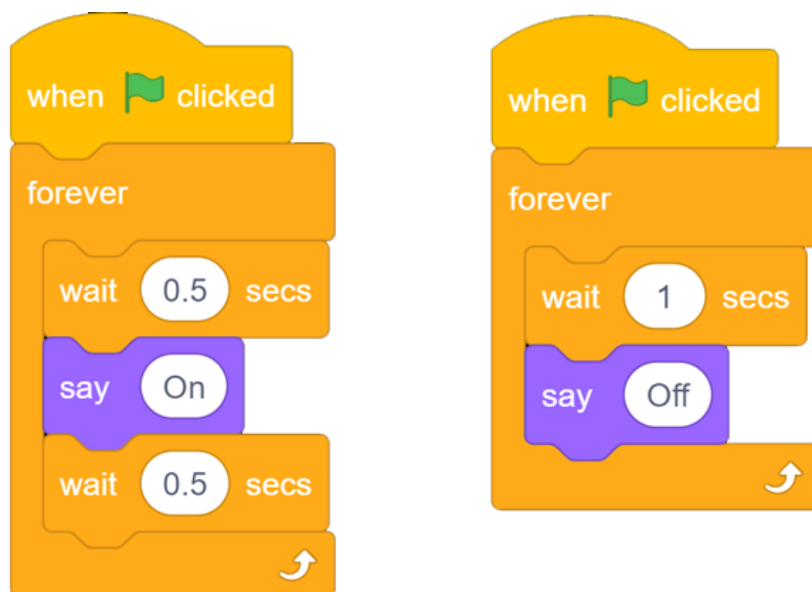 when clicked
forever
wait 0.5 secs
say On
wait 0.5 secs
when clicked
forever
wait 1 secs
say Off